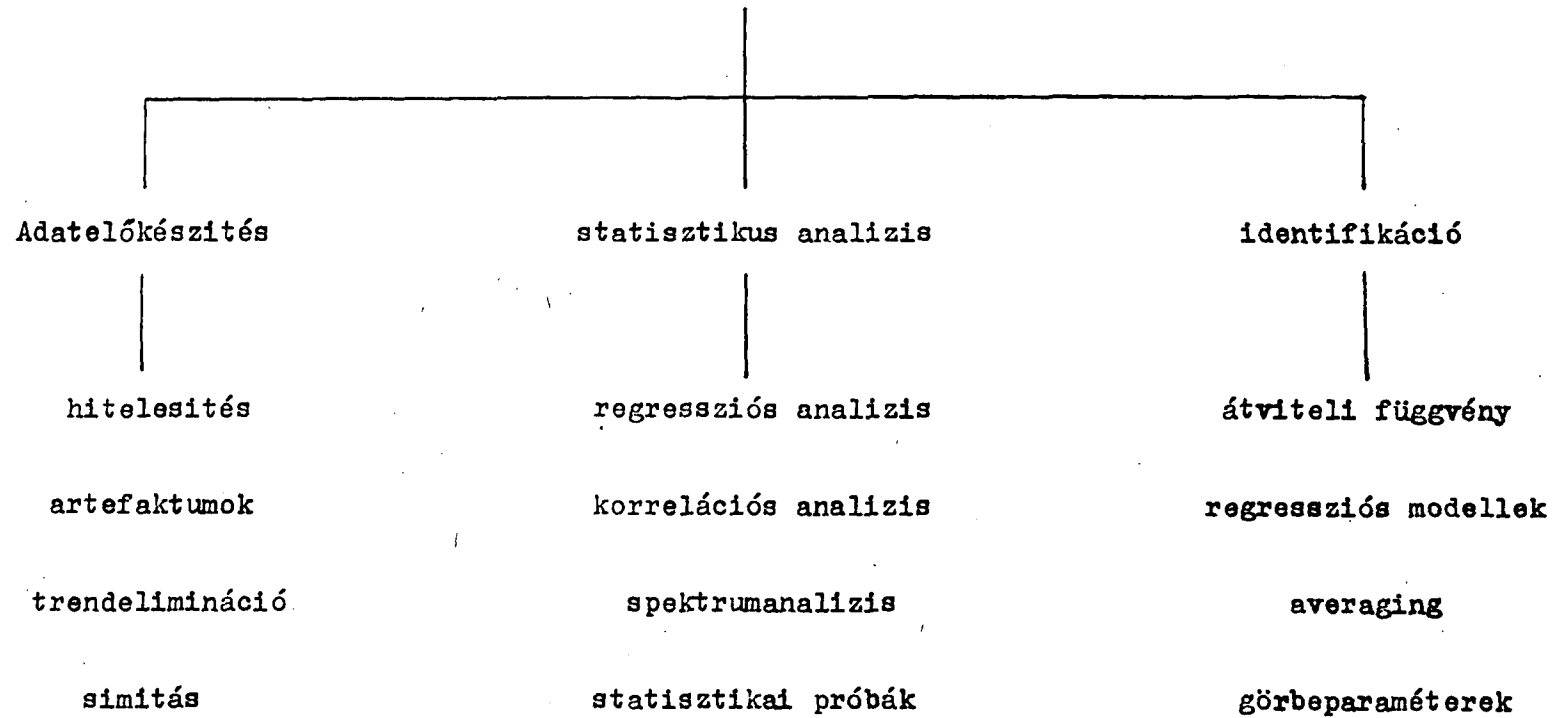 Adatelőkészités
statisztikus analizis
identifikáció
hitelesités
regressziós analizis
átviteli függvény
artefaktumok
korrelációs analizis
regressziós modellek
trendelimináció
spektrumanalizis
averaging
simitás
statisztikai próbák
görbeparaméterek